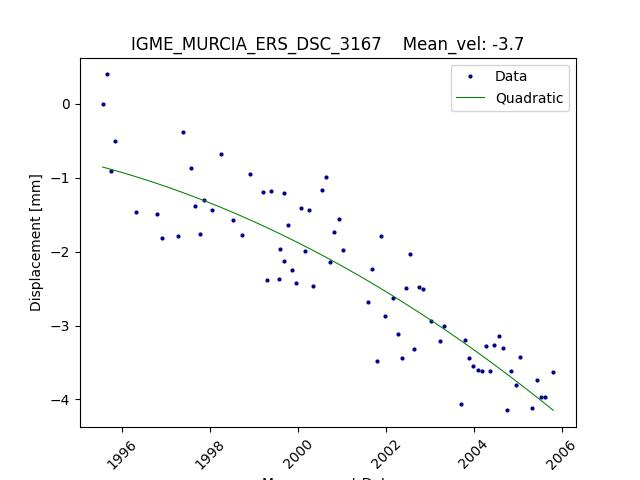 IGME_MURCIA_ERS_DSC_3167 Mean_vel: -3.7
Data
Quadratic
Displacement [mm]
0
−1
−2
−3
−4
1996
1998
2000
2002
2004
2006